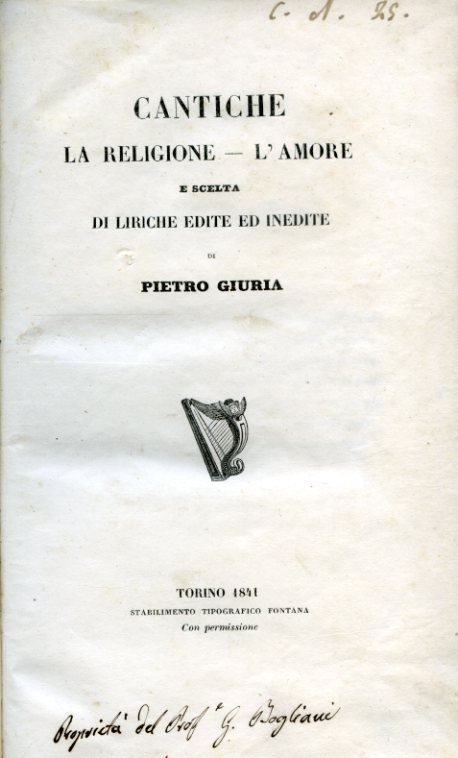 C. N. 25.
CANTICHE
LA RELIGIONE — L'AMORE
E SCELTA
DI LIRICHE EDITE ED INEDITE
DI
PIETRO GIURIA
TORINO 1841
STABILIMENTO TIPOGRAFICO FONTANA
Con permissione
Proprietà del Prof.e G. Bogliani